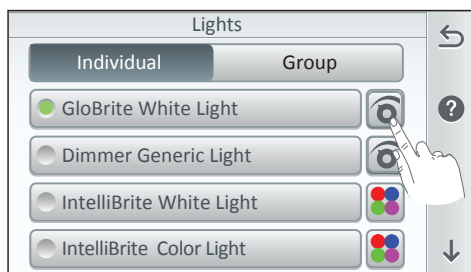 Lights
Individual Group
GloBrite White Light
Dimmer Generic Light
IntelliBrite White Light
IntelliBrite Color Light
?